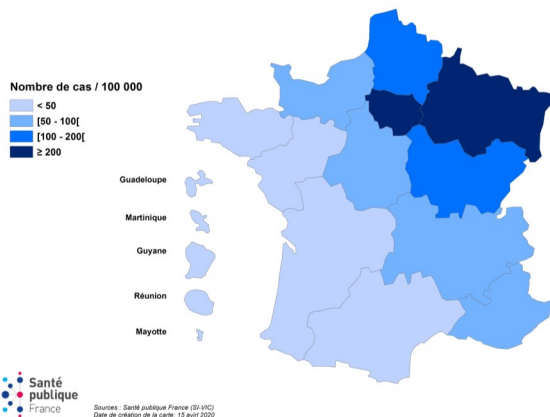 Nombre de cas / 100 000
< 50
[50 - 100[
[100 - 200[
≥ 200
Guadeloupe
Martinique
Guyane
Réunion
Mayotte
Santé
publique
France
Sources : Santé publique France (SI-VIC)
Date de création de la carte: 15 avril 2020